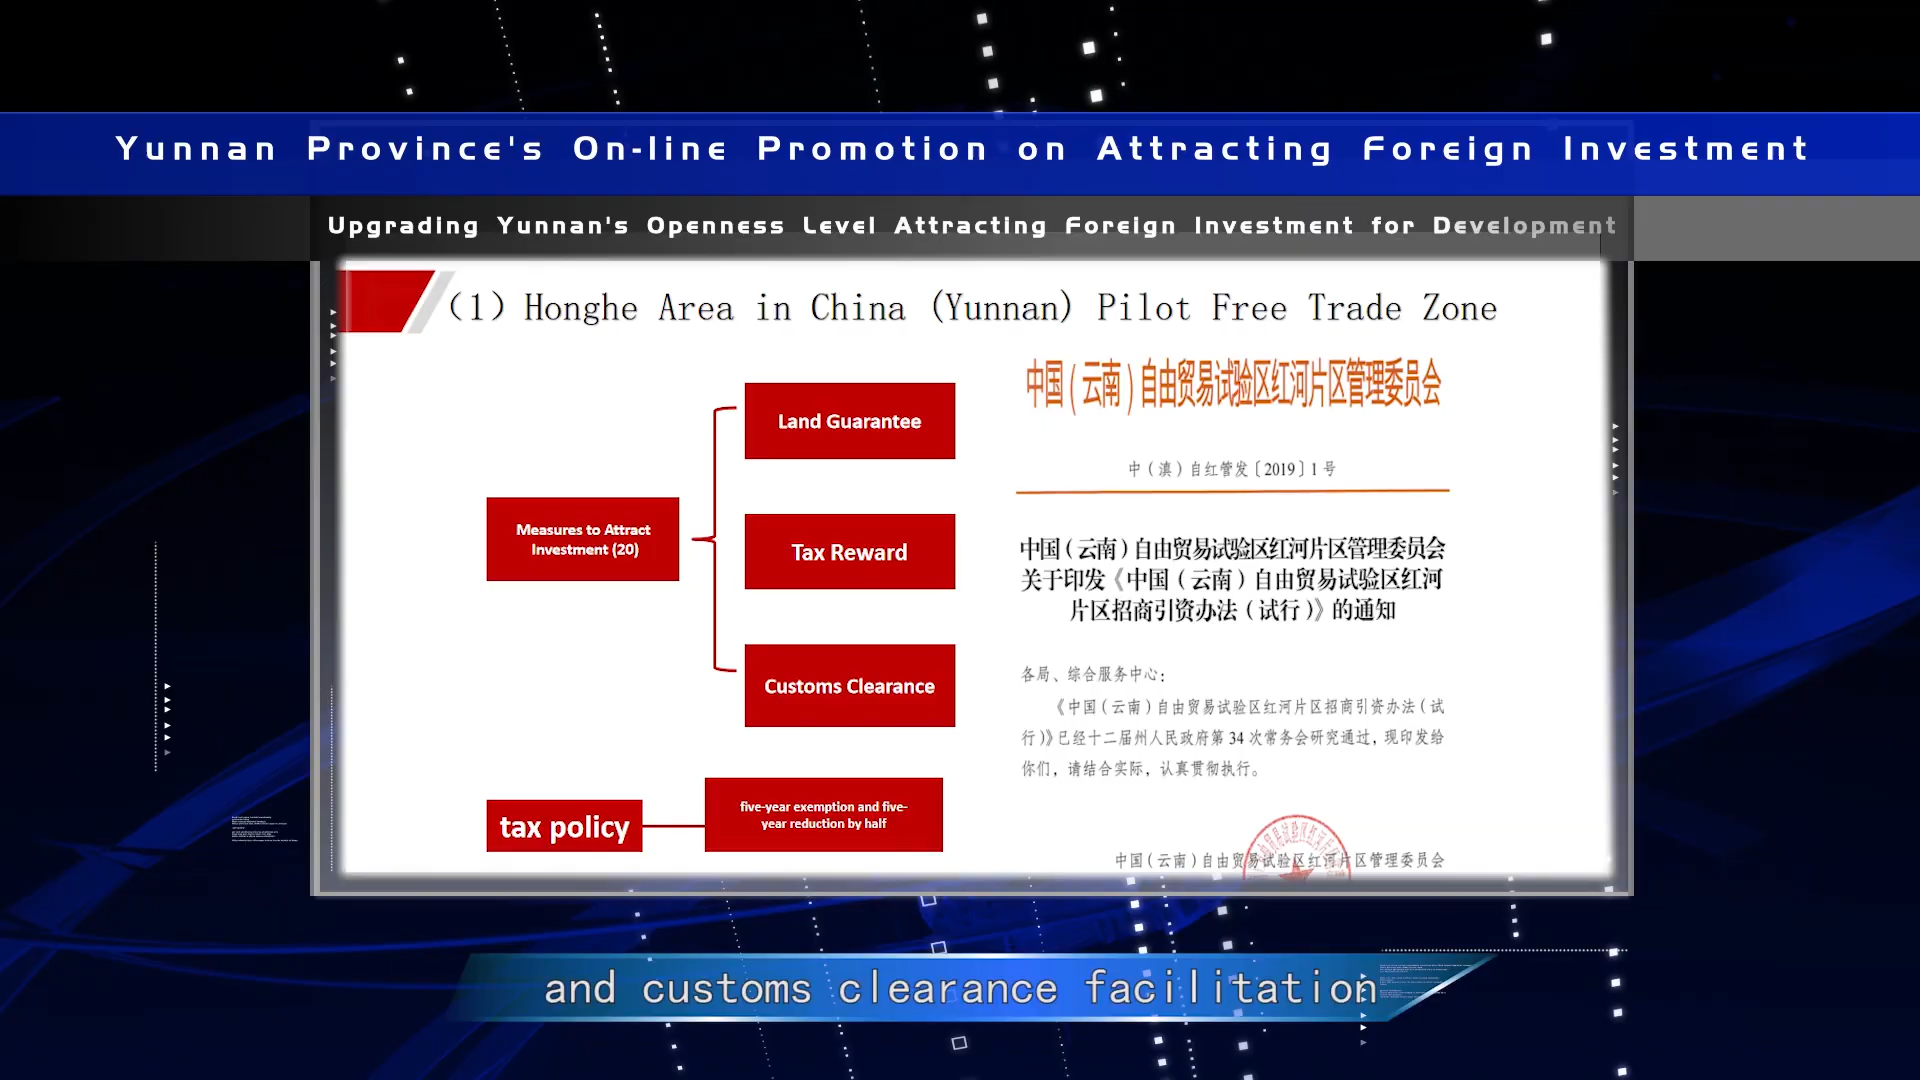 Yunnan Province's On-line Promotion on Attracting Foreign Investment
Upgrading Yunnan's Openness Level Attracting Foreign Investment for Development
（1）Honghe Area in China (Yunnan) Pilot Free Trade Zone
Measures to Attract
Investment (20)
Land Guarantee
Tax Reward
Customs Clearance
tax policy
five-year exemption and five-
year reduction by half
中国（云南）自由贸易试验区红河片区管理委员会
中（滇）自红管发〔2019〕1 号
中国（云南）自由贸易试验区红河片区管理委员会
关于印发《中国（云南）自由贸易试验区红河
片区招商引资办法（试行）》的通知
各局、综合服务中心：
《中国（云南）自由贸易试验区红河片区招商引资办法（试
行）》已经十二届州人民政府第 34 次常务会研究通过，现印发给
你们，请结合实际，认真贯彻执行。
中国（云南）自由贸易试验区红河片区管理委员会
and customs clearance facilitation